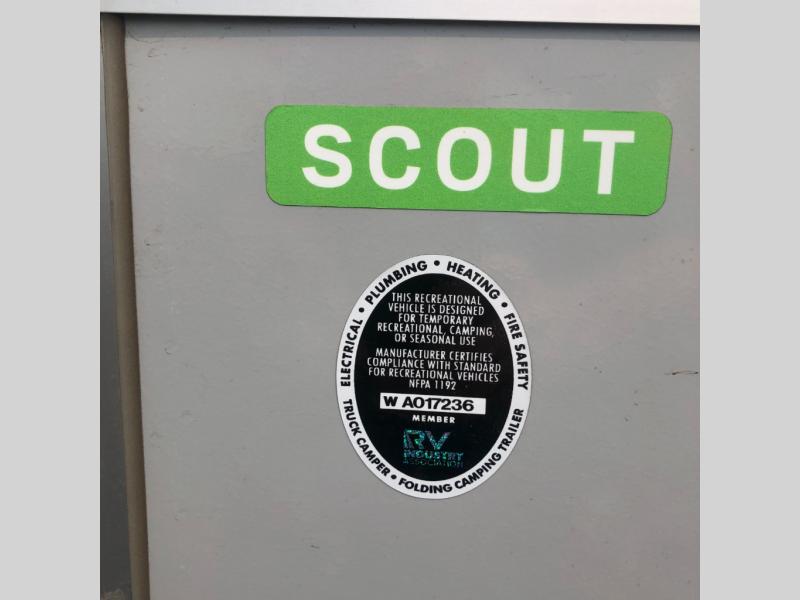 SCOUT
ELECTRICAL • PLUMBING • HEATING • FIRE SAFETY
THIS RECREATIONAL
VEHICLE IS DESIGNED
FOR TEMPORARY
RECREATIONAL, CAMPING,
OR SEASONAL USE
MANUFACTURER CERTIFIES
COMPLIANCE WITH STANDARD
FOR RECREATIONAL VEHICLES
NFPA 1192
W A017236
MEMBER
RV
INDUSTRY
ASSOCIATION
TRUCK CAMPER • FOLDING CAMPING TRAILER